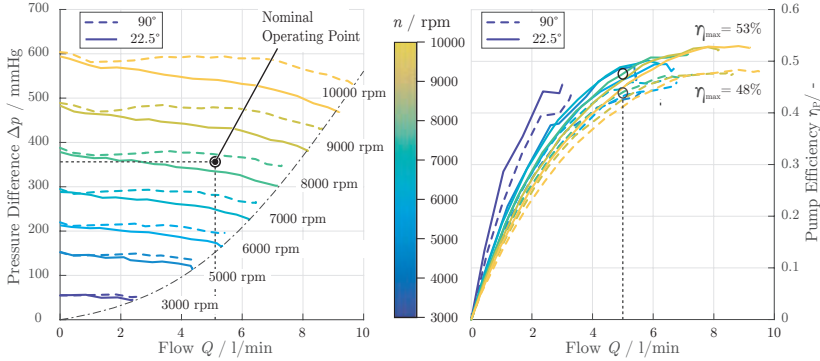 90°
22.5°
Nominal
Operating Point
Pressure Difference Δp / mmHg
700
600
500
400
300
200
100
0
10000 rpm
9000 rpm
8000 rpm
7000 rpm
6000 rpm
5000 rpm
3000 rpm
0 2 4 6 8 10
Flow Q / l/min
n / rpm
10000
9000
8000
7000
6000
5000
4000
3000
90°
22.5°
ηmax= 53%
ηmax= 48%
0.6
0.5
0.4
0.3
0.2
0.1
0
Pump Efficiency ηP/ -
0 2 4 6 8 10
Flow Q / l/min